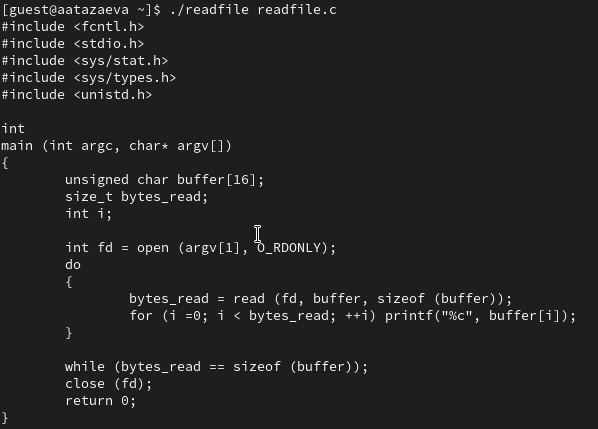 [guest@aatazaeva ~]$ ./readfile readfile.c
#include <fcntl.h>
#include <stdio.h>
#include <sys/stat.h>
#include <sys/types.h>
#include <unistd.h>

int
main (int argc, char* argv[])
{
        unsigned char buffer[16];
        size_t bytes_read;
        int i;

        int fd = open (argv[1], O_RDONLY);
        do
        {
                bytes_read = read (fd, buffer, sizeof (buffer));
                for (i =0; i < bytes_read; ++i) printf("%c", buffer[i]);
        }

        while (bytes_read == sizeof (buffer));
        close (fd);
        return 0;
}